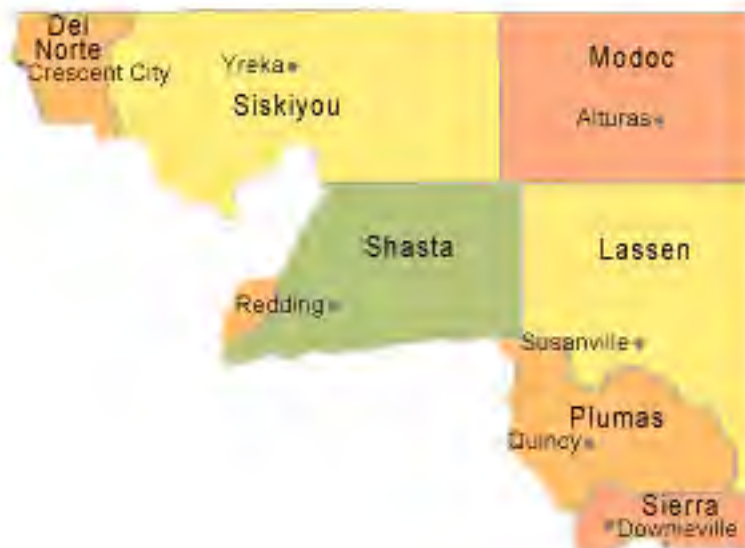 Del
Norte
Crescent City
Yreka
Siskiyou
Modoc
Alturas
Shasta
Lassen
Redding
Susanville
Plumas
Quincy
Sierra
Downieville